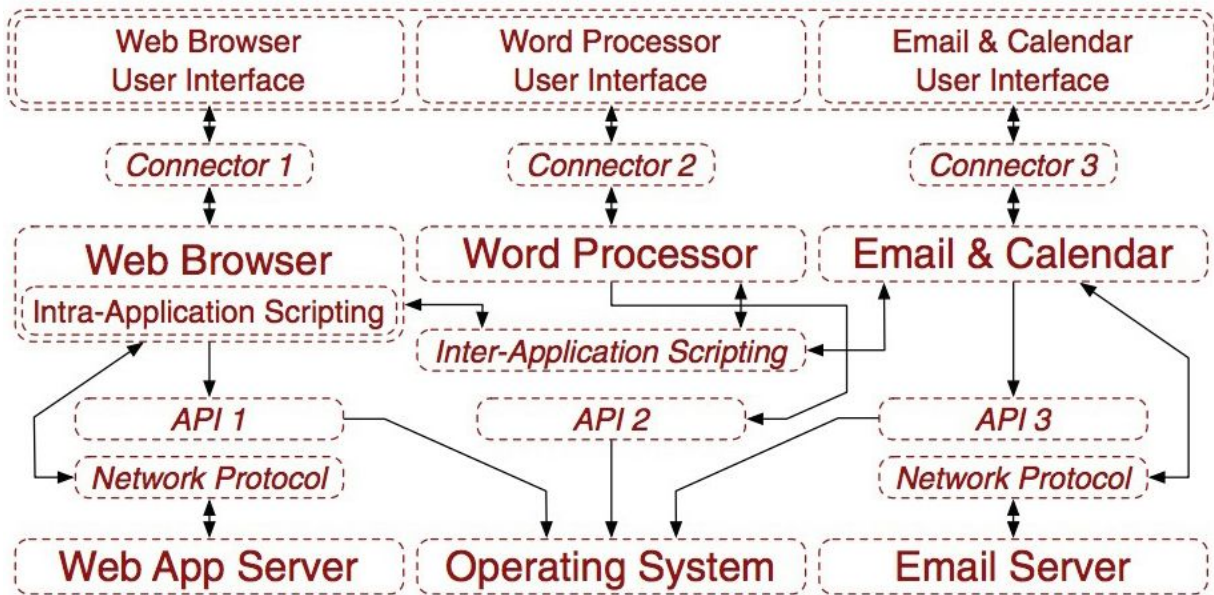 Web Browser
User Interface
Word Processor
User Interface
Email & Calendar
User Interface
Connector 1
Connector 2
Connector 3
Web Browser
Word Processor
Email & Calendar
Intra-Application Scripting
Inter-Application Scripting
API 1
API 2
API 3
Network Protocol
Network Protocol
Web App Server
Operating System
Email Server